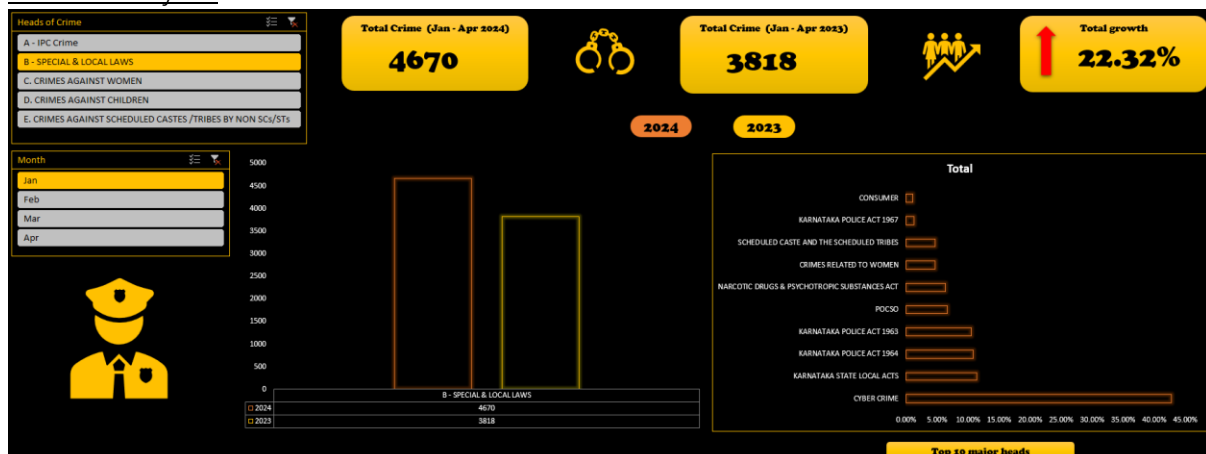 Heads of Crime
A - IPC Crime
B - SPECIAL & LOCAL LAWS
C. CRIMES AGAINST WOMEN
D. CRIMES AGAINST CHILDREN
E. CRIMES AGAINST SCHEDULED CASTES /TRIBES BY NON SCs/STs
Total Crime (Jan - Apr 2024)
4670
Total Crime (Jan - Apr 2023)
3818
Total growth
22.32%
2024
2023
Month
Jan
Feb
Mar
Apr
5000
4500
4000
3500
3000
2500
2000
1500
1000
500
0
B - SPECIAL & LOCAL LAWS
2024 4670
2023 3818
Total
CONSUMER
KARNATAKA POLICE ACT 1967
SCHEDULED CASTE AND THE SCHEDULED TRIBES
CRIMES RELATED TO WOMEN
NARCOTIC DRUGS & PSYCHOTROPIC SUBSTANCES ACT
POCSO
KARNATAKA POLICE ACT 1963
KARNATAKA POLICE ACT 1964
KARNATAKA STATE LOCAL ACTS
CYBER CRIME
0.00% 5.00% 10.00% 15.00% 20.00% 25.00% 30.00% 35.00% 40.00% 45.00%
Top 10 major heads